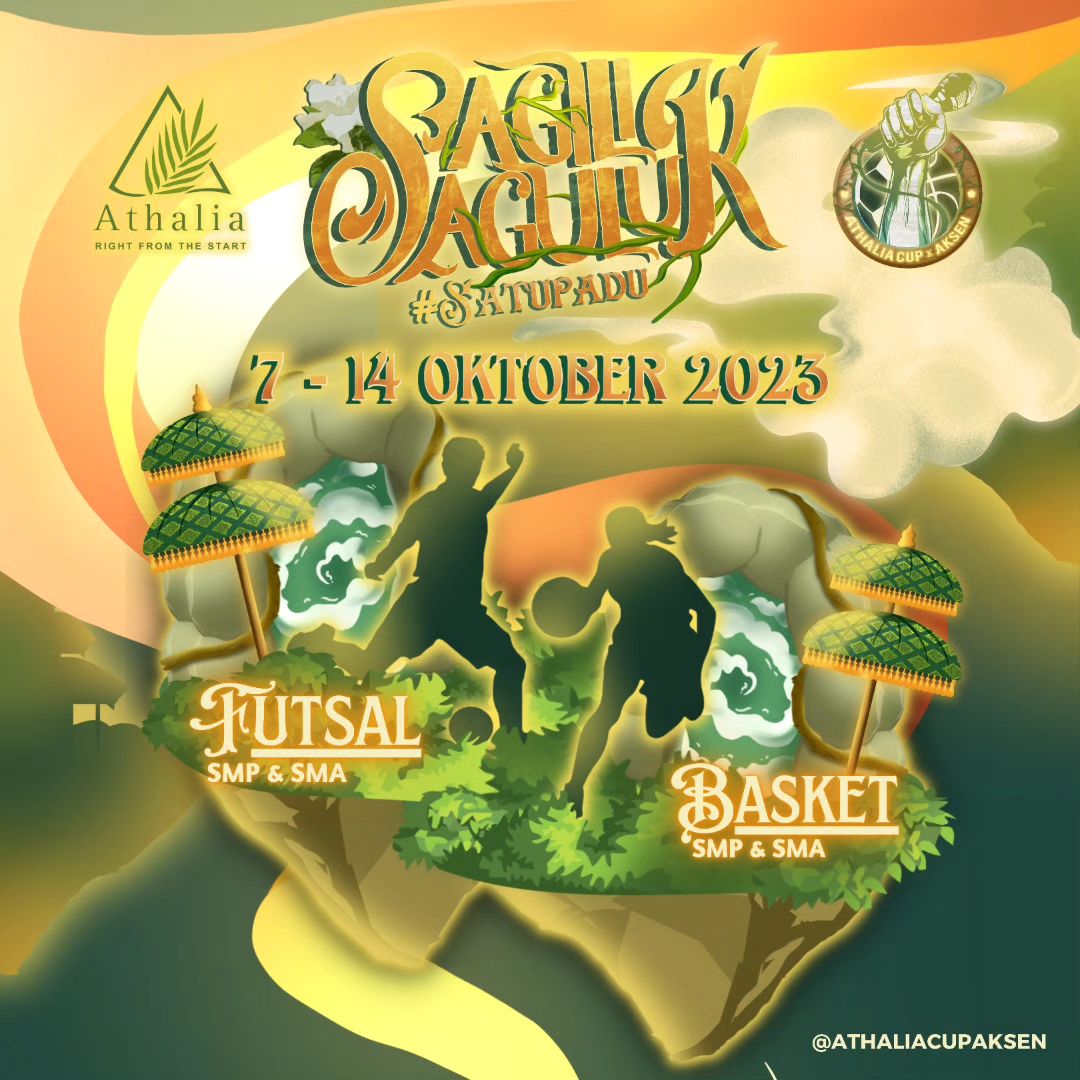 Athalia
RIGHT FROM THE START
SAGILIG
SAGULUK
#SATUPADU
ATHALIA CUP x AKSEN
7 - 14 OKTOBER 2023
FUTSAL
SMP & SMA
BASKET
SMP & SMA
@ATHALIACUPAKSEN